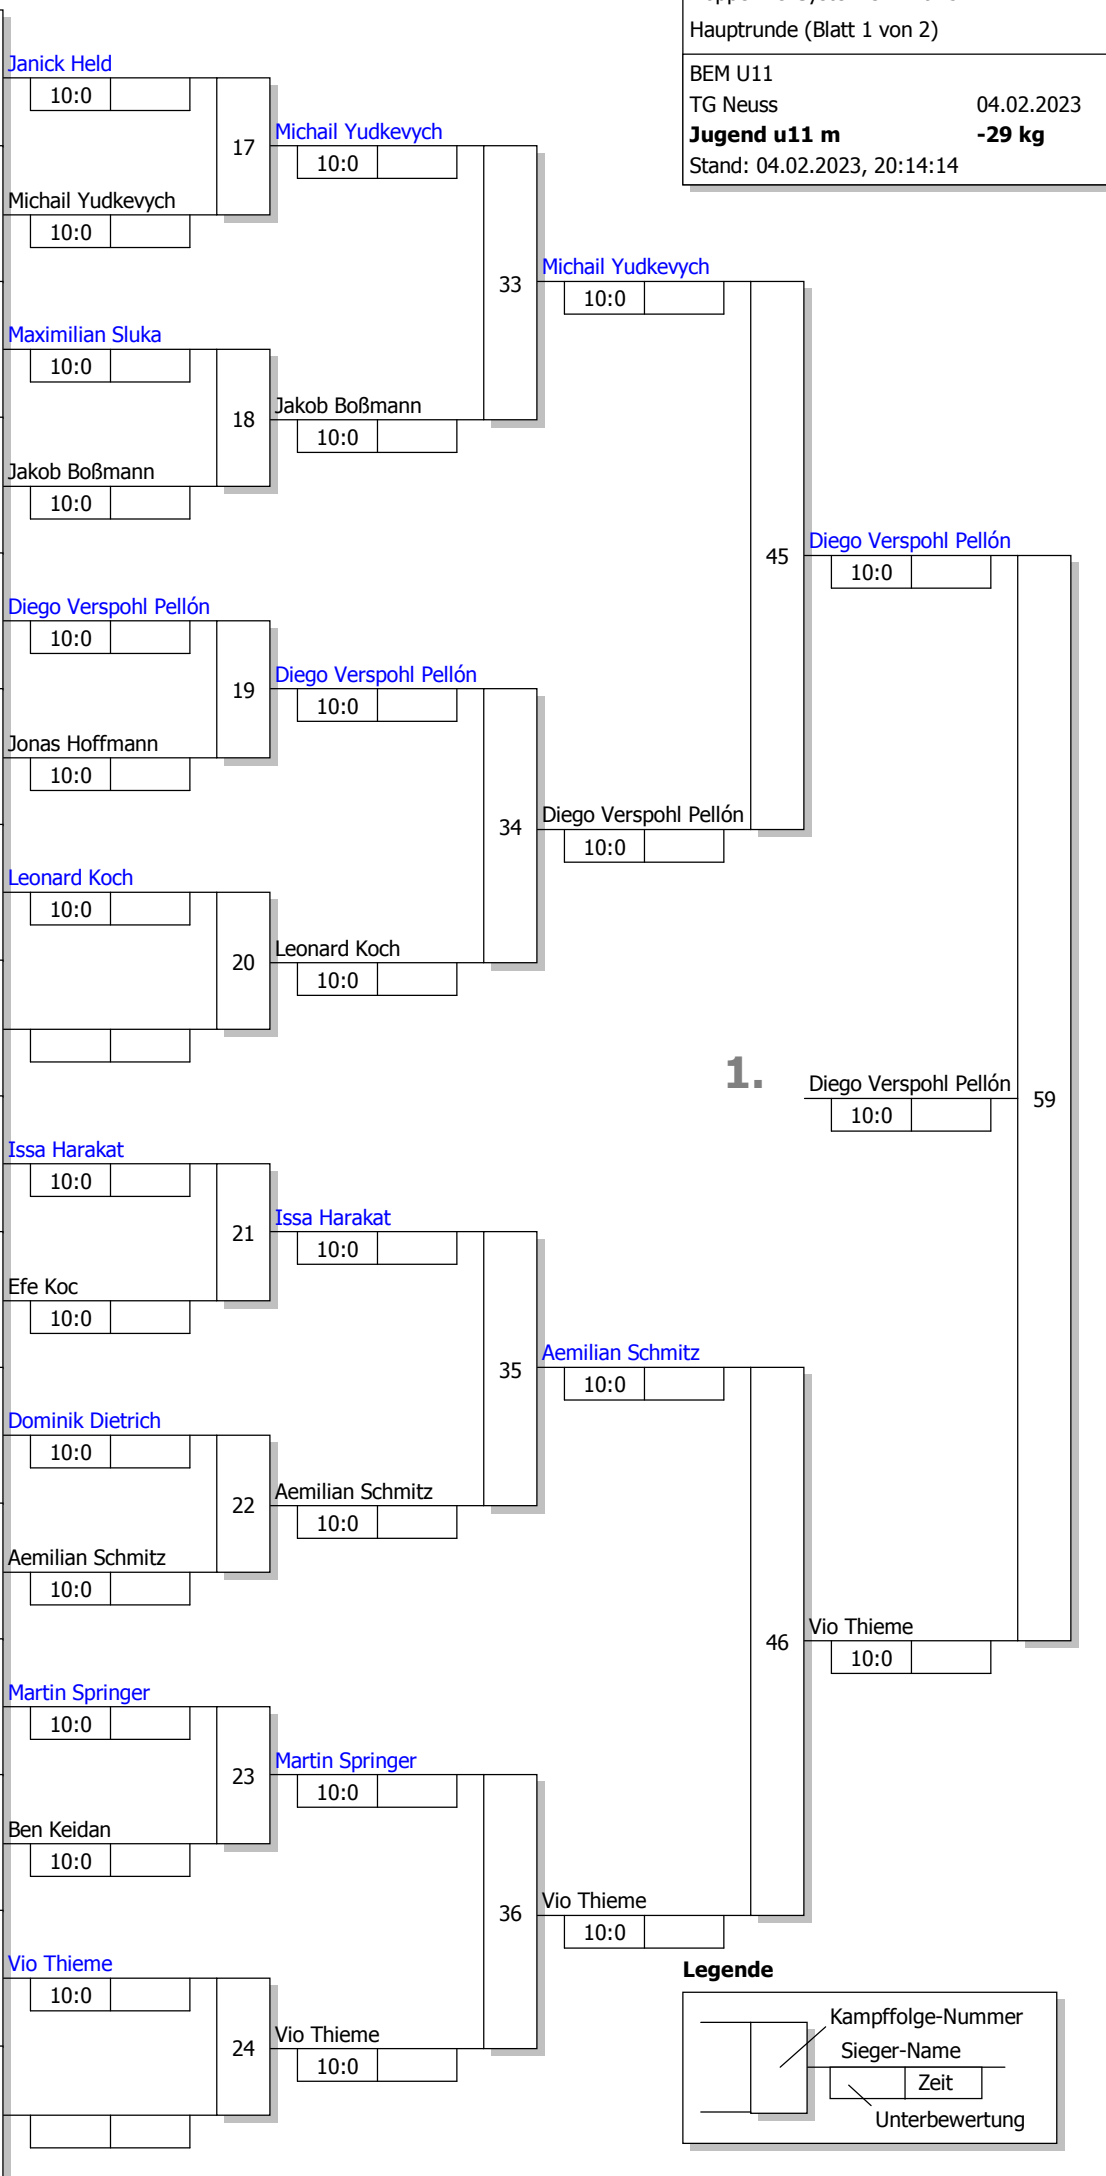 Hauptrunde (Blatt 1 von 2)
BEM U11
TG Neuss 04.02.2023
Jugend u11 m -29 kg
Stand: 04.02.2023, 20:14:14
Janick Held
10:0
17
Michail Yudkevych
10:0
Michail Yudkevych
10:0
33
Michail Yudkevych
10:0
Maximilian Sluka
10:0
18
Jakob Boßmann
10:0
Jakob Boßmann
10:0
45
Diego Verspohl Pellón
10:0
Diego Verspohl Pellón
10:0
19
Diego Verspohl Pellón
10:0
Jonas Hoffmann
10:0
34
Diego Verspohl Pellón
10:0
Leonard Koch
10:0
20
Leonard Koch
10:0
1.
Diego Verspohl Pellón
10:0
59
Issa Harakat
10:0
21
Issa Harakat
10:0
Efe Koc
10:0
35
Aemilian Schmitz
10:0
Dominik Dietrich
10:0
22
Aemilian Schmitz
10:0
Aemilian Schmitz
10:0
46
Vio Thieme
10:0
Martin Springer
10:0
23
Martin Springer
10:0
Ben Keidan
10:0
36
Vio Thieme
10:0
Vio Thieme
10:0
24
Vio Thieme
10:0
Legende
Kampffolge-Nummer
Sieger-Name
Zeit
Unterbewertung